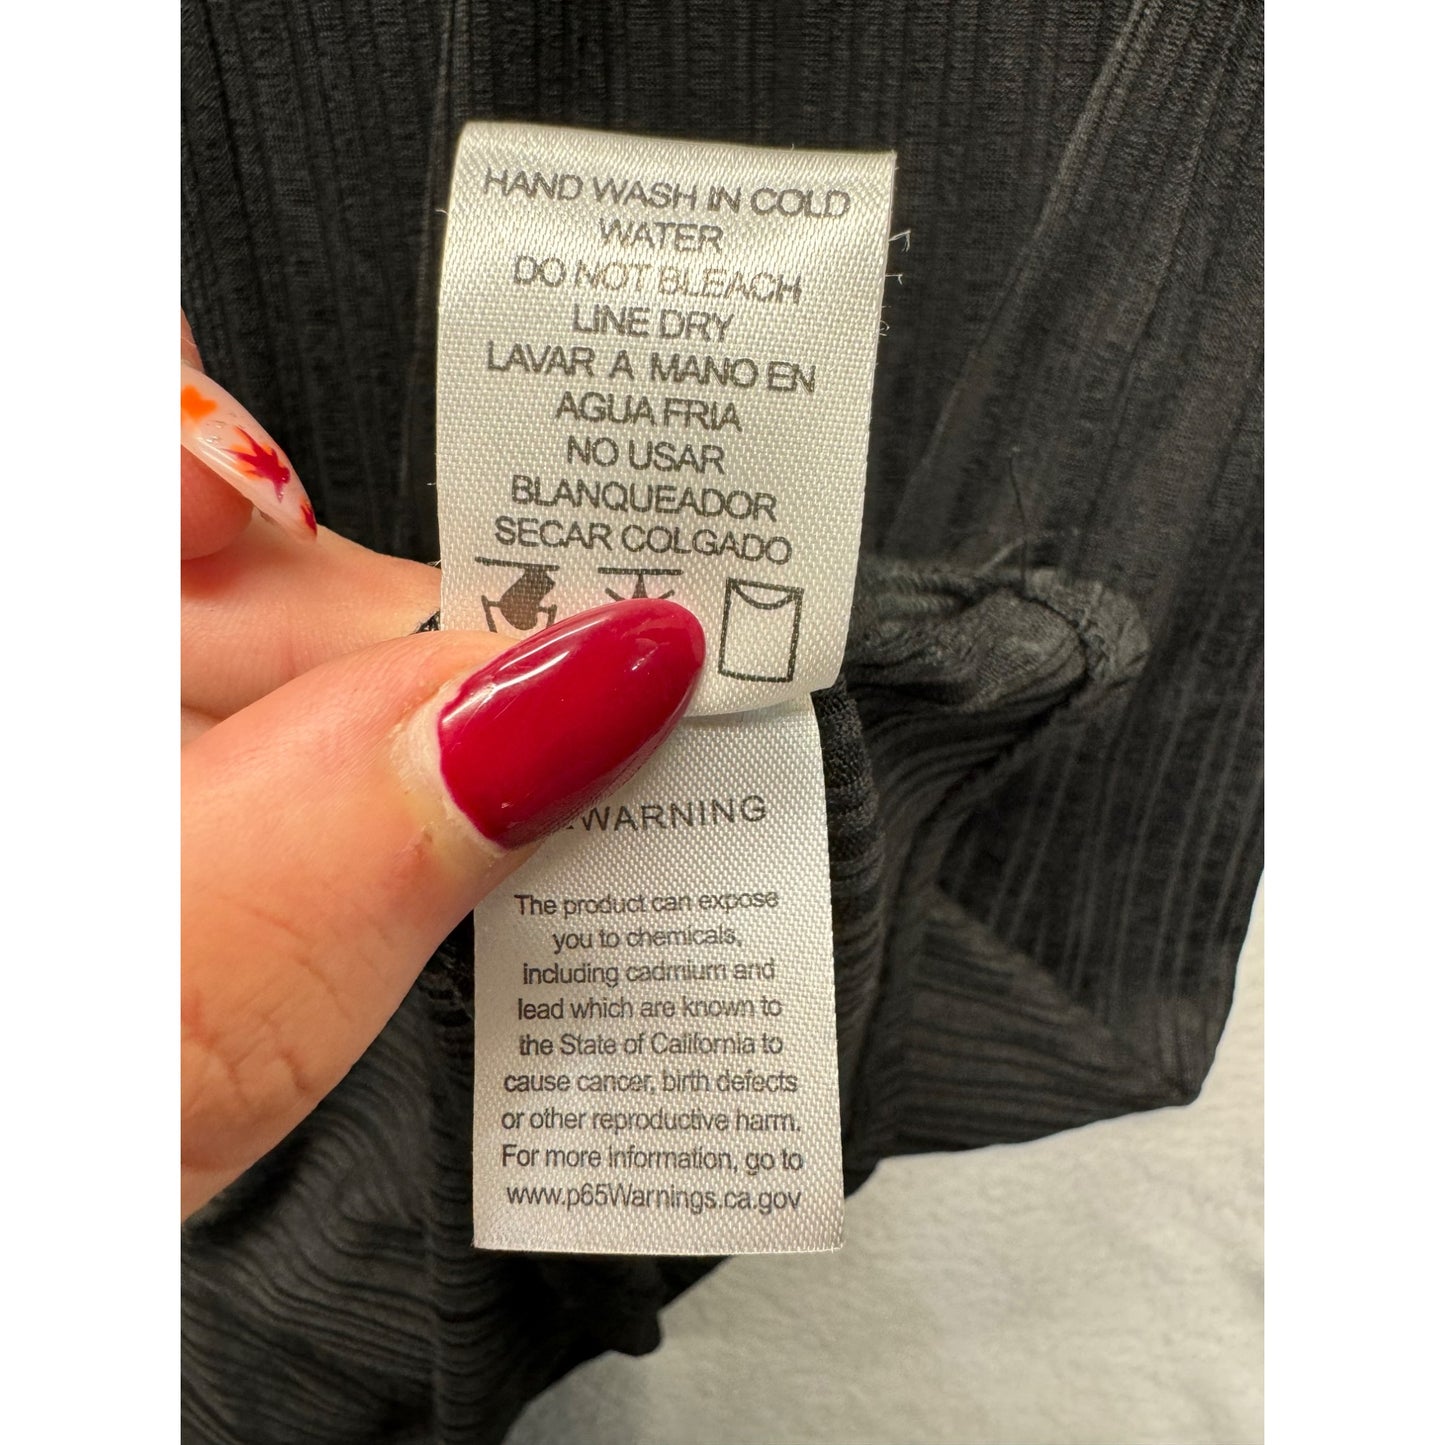 HAND WASH IN COLD
WATER
DO NOT BLEACH
LINE DRY
LAVAR A MANO EN
AGUA FRIA
NO USAR
BLANQUEADOR
SECAR COLGADO
WARNING
The product can expose
you to chemicals,
including cadmium and
lead which are known to
the State of California to
cause cancer, birth defects
or other reproductive harm.
For more information, go to
www.p65Warnings.ca.gov